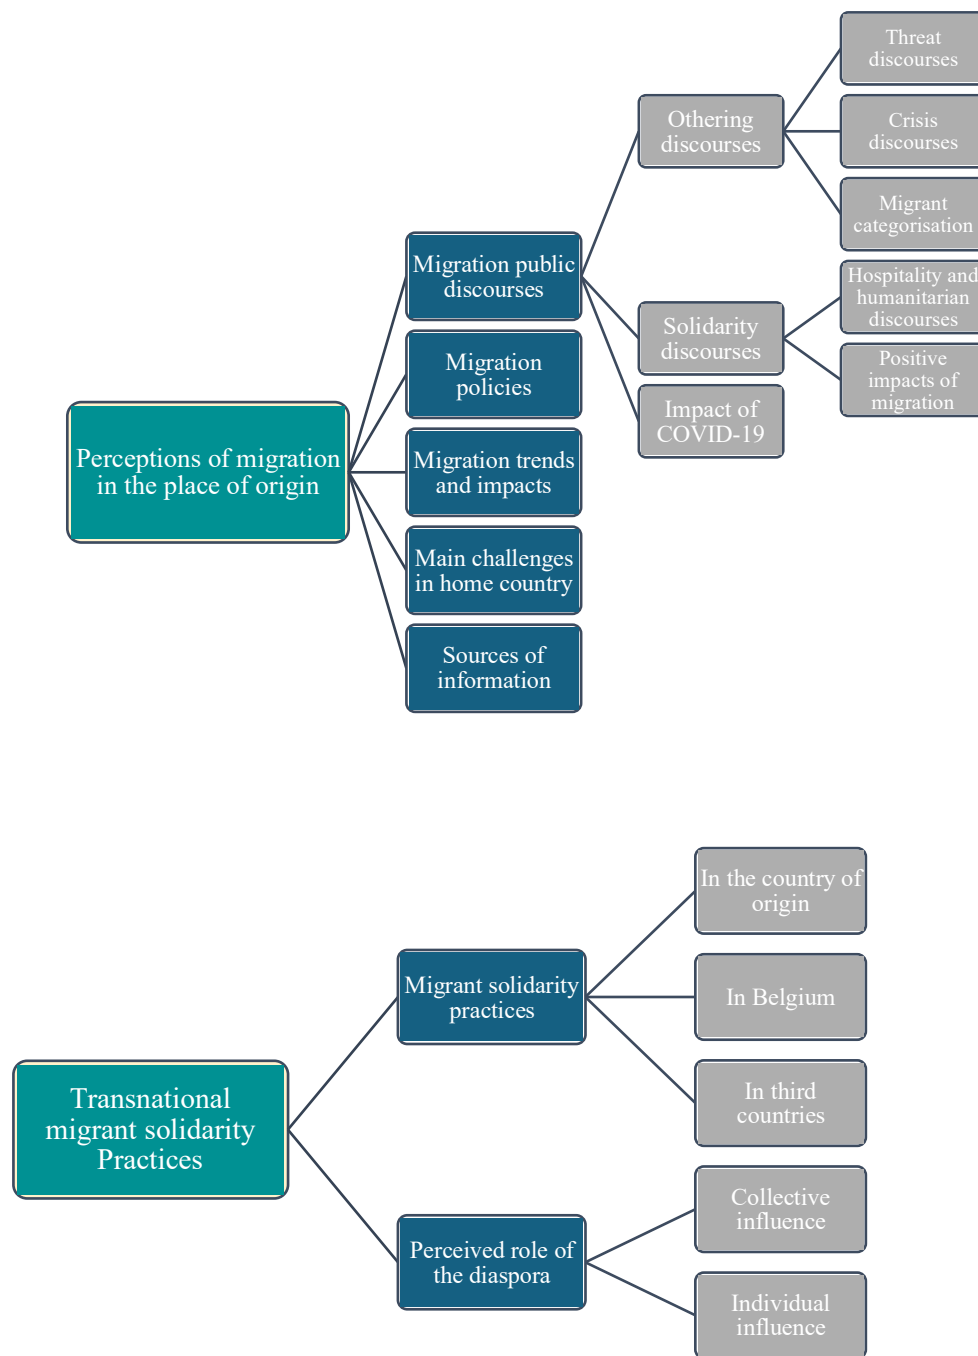 Perceptions of migration
in the place of origin
Migration public
discourses
Migration
policies
Migration trends
and impacts
Main challenges
in home country
Sources of
information
Othering
discourses
Solidarity
discourses
Impact of
COVID-19
Threat
discourses
Crisis
discourses
Migrant
categorisation
Hospitality and
humanitarian
discourses
Positive
impacts of
migration
Transnational
migrant solidarity
Practices
Migrant solidarity
practices
Perceived role of
the diaspora
In the country of
origin
In Belgium
In third
countries
Collective
influence
Individual
influence